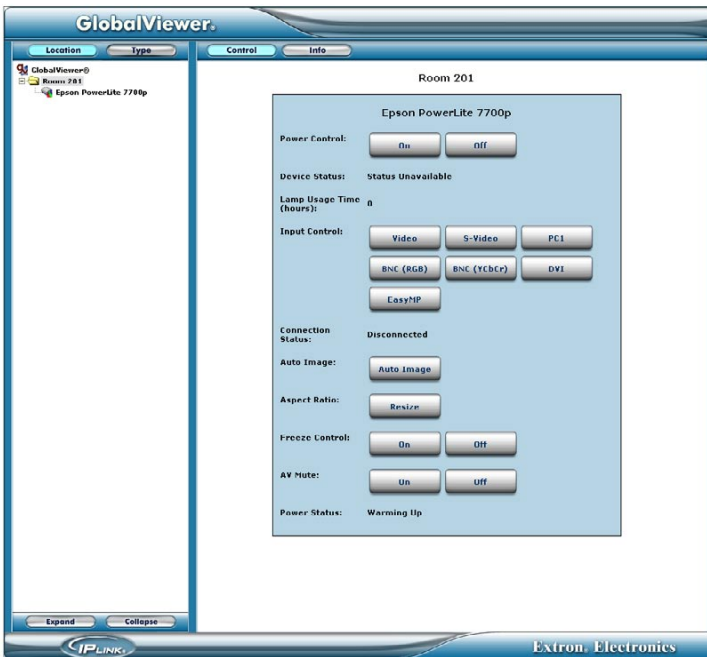 GlobalViewer®
Location Type Control Info
GlobalViewer®
Room 201
Epson PowerLite 7700p
Room 201
Epson PowerLite 7700p
Power Control: On Off
Device Status: Status Unavailable
Lamp Usage Time
(hours): 0
Input Control: Video S-Video PC1
BNC (RGB) BNC (YCbCr) DVI
EasyMP
Connection
Status: Disconnected
Auto Image: Auto Image
Aspect Ratio: Resize
Freeze Control: On Off
AV Mute: On Off
Power Status: Warming Up
Expand Collapse
IP LINK® Extron® Electronics